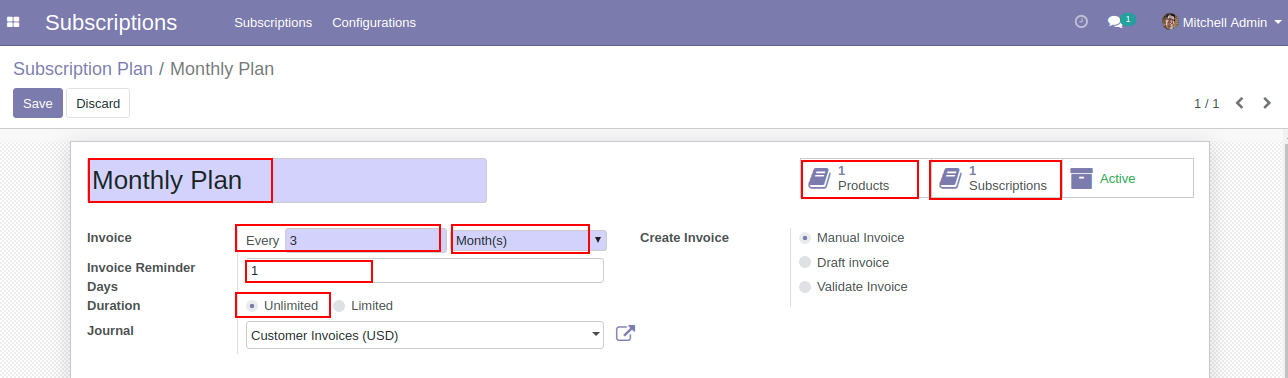 Subscriptions Subscriptions Configurations 1 Mitchell Admin
Subscription Plan / Monthly Plan
Save Discard 1 / 1
Monthly Plan
1
Products
1
Subscriptions
Active
Invoice Every 3 Month(s) Create Invoice Manual Invoice
Draft invoice
Validate Invoice
Invoice Reminder
Days
1
Duration Unlimited Limited
Journal Customer Invoices (USD)